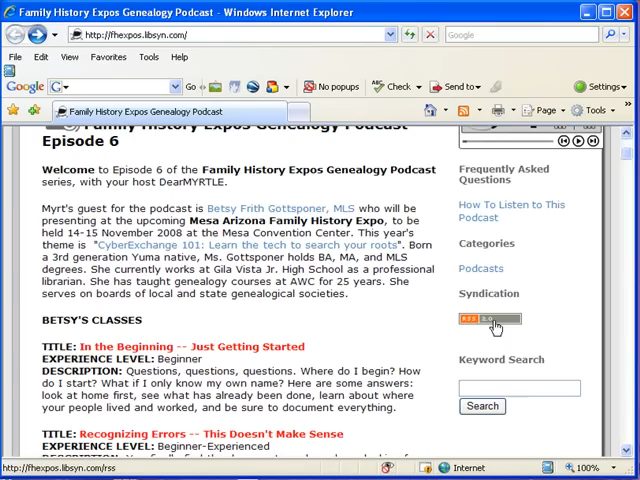 Family History Expos Genealogy Podcast - Windows Internet Explorer
http://fhexpos.libsyn.com/
Google
File Edit View Favorites Tools Help
Google G Go No popups Check Send to Settings
Family History Expos Genealogy Podcast
Page Tools
Family History Expos Genealogy Podcast
Episode 6
Welcome to Episode 6 of the Family History Expos Genealogy Podcast
series, with your host DearMYRTLE.
Myrt's guest for the podcast is Betsy Frith Gottsponer, MLS who will be
presenting at the upcoming Mesa Arizona Family History Expo, to be
held 14-15 November 2008 at the Mesa Convention Center. This year's
theme is "CyberExchange 101: Learn the tech to search your roots". Born
a 3rd generation Yuma native, Ms. Gottsponer holds BA, MA, and MLS
degrees. She currently works at Gila Vista Jr. High School as a professional
librarian. She has taught genealogy courses at AWC for 25 years. She
serves on boards of local and state genealogical societies.
BETSY'S CLASSES
TITLE: In the Beginning -- Just Getting Started
EXPERIENCE LEVEL: Beginner
DESCRIPTION: Questions, questions, questions. Where do I begin? How
do I start? What if I only know my own name? Here are some answers:
look at home first, see what has already been done, learn about where
your people lived and worked, and be sure to document everything.
TITLE: Recognizing Errors -- This Doesn't Make Sense
EXPERIENCE LEVEL: Beginner-Experienced
Frequently Asked
Questions
How To Listen to This
Podcast
Categories
Podcasts
Syndication
RSS 2.0
Keyword Search
Search
http://fhexpos.libsyn.com/rss
Internet
100%